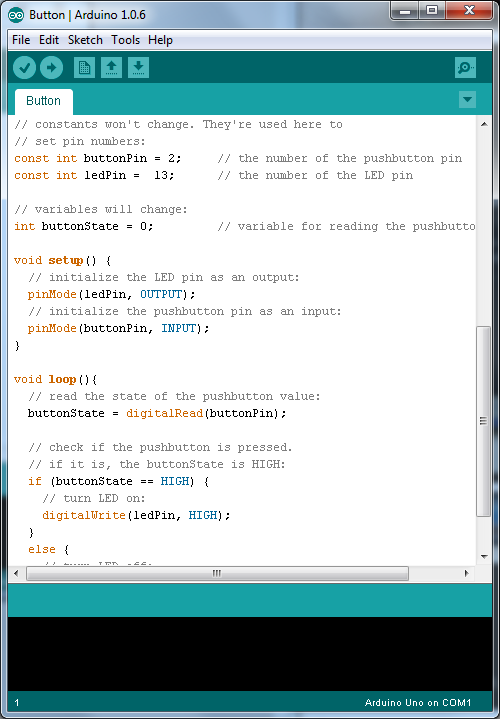 Button | Arduino 1.0.6
File Edit Sketch Tools Help
Button
// constants won't change. They're used here to
// set pin numbers:
const int buttonPin = 2;     // the number of the pushbutton pin
const int ledPin =  13;      // the number of the LED pin
// variables will change:
int buttonState = 0;         // variable for reading the pushbutto
void setup() {
  // initialize the LED pin as an output:
  pinMode(ledPin, OUTPUT);
  // initialize the pushbutton pin as an input:
  pinMode(buttonPin, INPUT);
}
void loop(){
  // read the state of the pushbutton value:
  buttonState = digitalRead(buttonPin);
  // check if the pushbutton is pressed.
  // if it is, the buttonState is HIGH:
  if (buttonState == HIGH) {
    // turn LED on:
    digitalWrite(ledPin, HIGH);
  }
  else {
    // turn LED off:
1
Arduino Uno on COM1